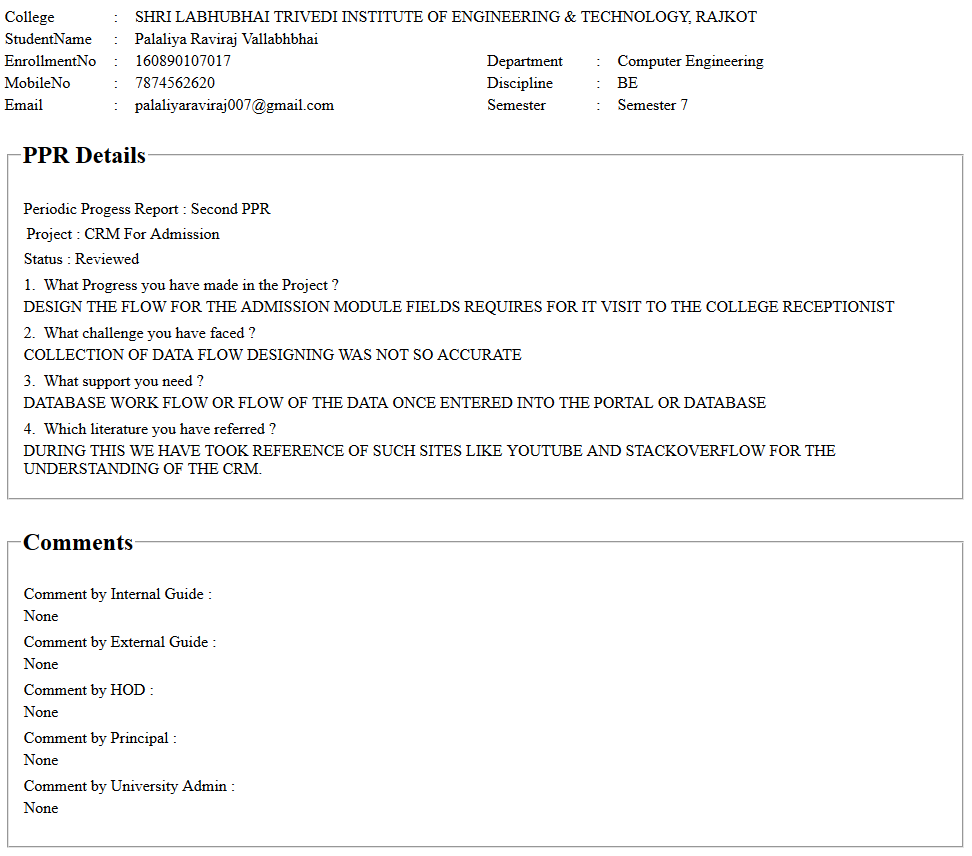 College : SHRI LABHUBHAI TRIVEDI INSTITUTE OF ENGINEERING & TECHNOLOGY, RAJKOT
StudentName : Palaliya Raviraj Vallabhbhai
EnrollmentNo : 160890107017 Department : Computer Engineering
MobileNo : 7874562620 Discipline : BE
Email : palaliyaraviraj007@gmail.com Semester : Semester 7
PPR Details
Periodic Progess Report : Second PPR
Project : CRM For Admission
Status : Reviewed
1. What Progress you have made in the Project ?
DESIGN THE FLOW FOR THE ADMISSION MODULE FIELDS REQUIRES FOR IT VISIT TO THE COLLEGE RECEPTIONIST
2. What challenge you have faced ?
COLLECTION OF DATA FLOW DESIGNING WAS NOT SO ACCURATE
3. What support you need ?
DATABASE WORK FLOW OR FLOW OF THE DATA ONCE ENTERED INTO THE PORTAL OR DATABASE
4. Which literature you have referred ?
DURING THIS WE HAVE TOOK REFERENCE OF SUCH SITES LIKE YOUTUBE AND STACKOVERFLOW FOR THE
UNDERSTANDING OF THE CRM.
Comments
Comment by Internal Guide :
None
Comment by External Guide :
None
Comment by HOD :
None
Comment by Principal :
None
Comment by University Admin :
None